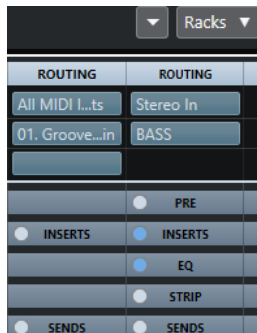 Racks
ROUTING ROUTING
All MIDI I...ts Stereo In
01. Groove...in BASS
PRE
INSERTS INSERTS
EQ
STRIP
SENDS SENDS